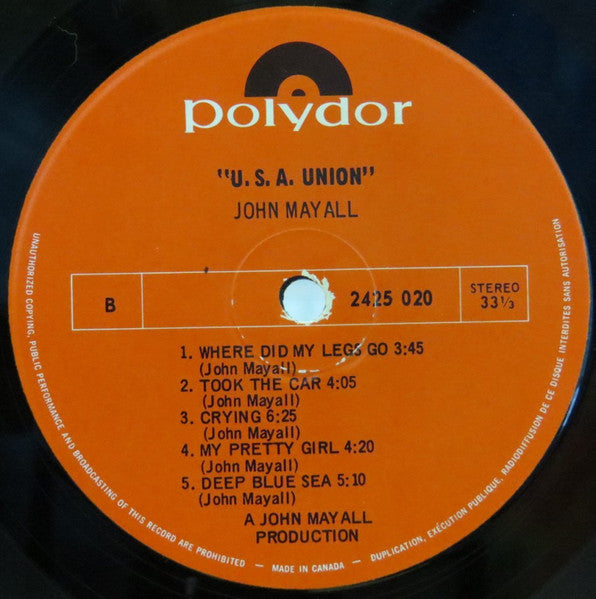 polydor
"U. S. A. UNION"
JOHN MAYALL
B
2425 020
STEREO
33⅓
1. WHERE DID MY LEGS GO 3:45
(John Mayall)
2. TOOK THE CAR 4:05
(John Mayall)
3. CRYING 6:25
(John Mayall)
4. MY PRETTY GIRL 4:20
(John Mayall)
5. DEEP BLUE SEA 5:10
(John Mayall)
A JOHN MAYALL
PRODUCTION
UNAUTHORIZED COPYING, PUBLIC PERFORMANCE AND BROADCASTING OF THIS RECORD ARE PROHIBITED — MADE IN CANADA — DUPLICATION, EXÉCUTION PUBLIQUE, RADIODIFFUSION DE CE DISQUE INTERDITES SANS AUTORISATION